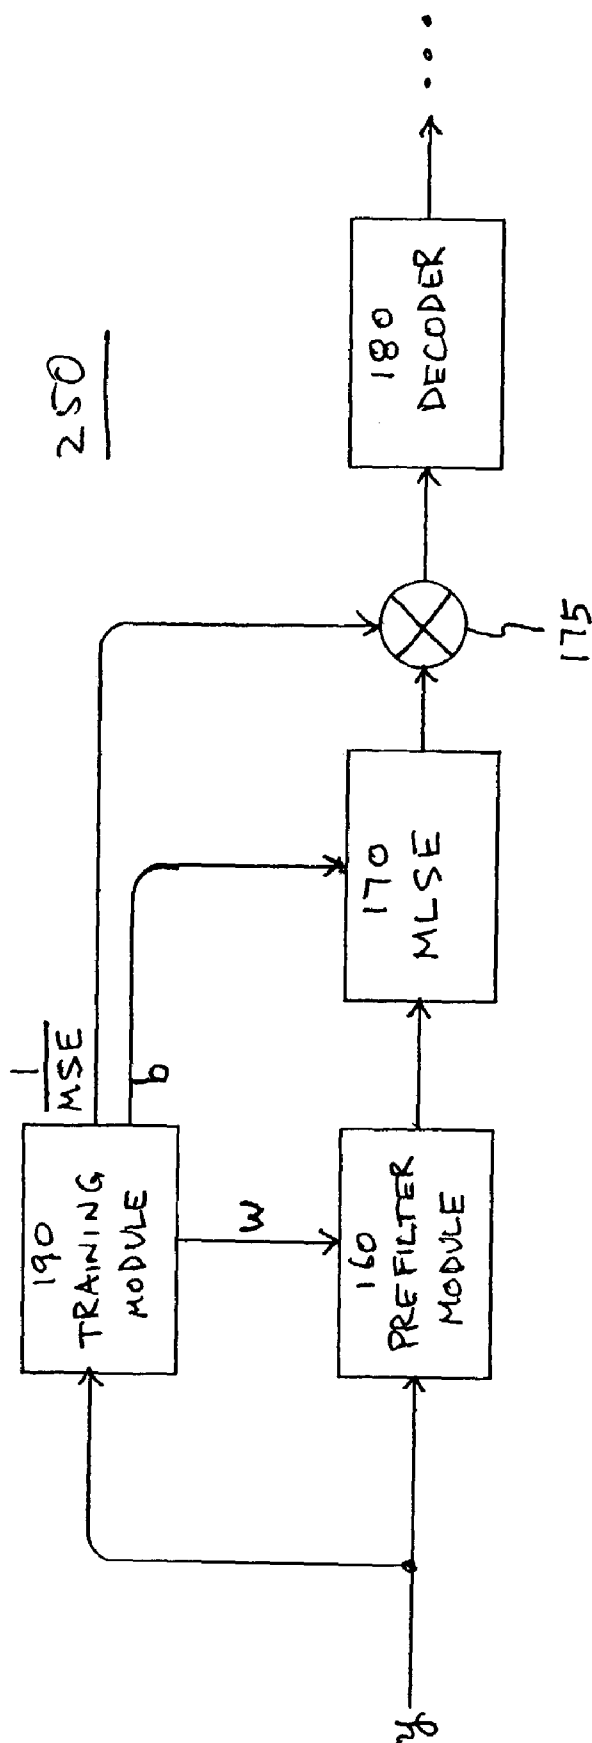 250
1
MSE
b
w
y
190
TRAINING
MODULE
160
PREFILTER
MODULE
170
MLSE
175
180
DECODER
...